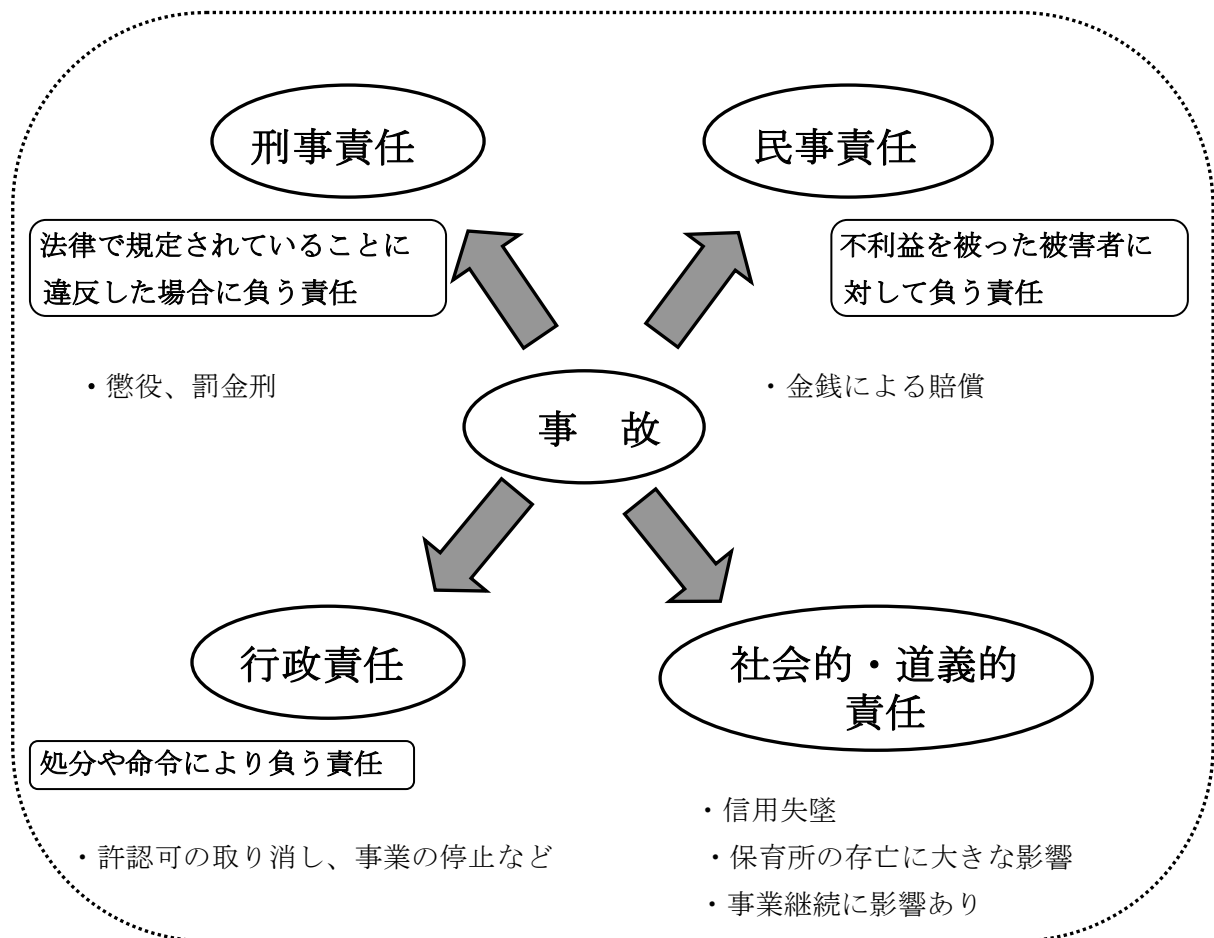 刑事責任
民事責任
法律で規定されていることに
違反した場合に負う責任
不利益を被った被害者に
対して負う責任
・懲役、罰金刑
・金銭による賠償
事　故
行政責任
社会的・道義的
責任
処分や命令により負う責任
・信用失墜
・許認可の取り消し、事業の停止など
・保育所の存亡に大きな影響
・事業継続に影響あり